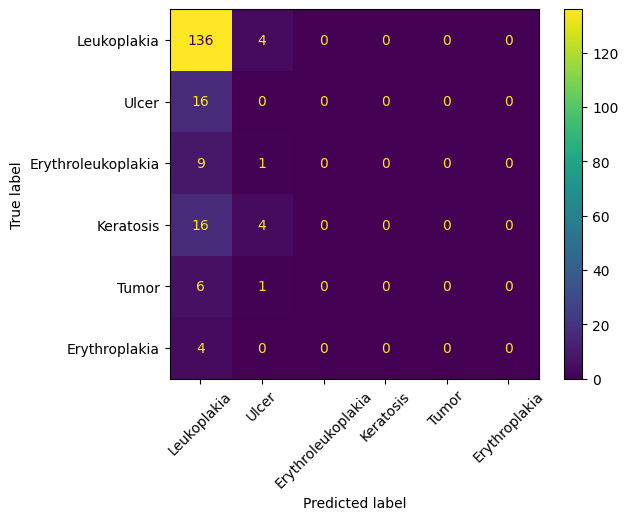 Leukoplakia 136 4 0 0 0 0
Ulcer 16 0 0 0 0 0
Erythroleukoplakia 9 1 0 0 0 0
Keratosis 16 4 0 0 0 0
Tumor 6 1 0 0 0 0
Erythroplakia 4 0 0 0 0 0
True label
Leukoplakia Ulcer Erythroleukoplakia Keratosis Tumor Erythroplakia
Predicted label
120
100
80
60
40
20
0